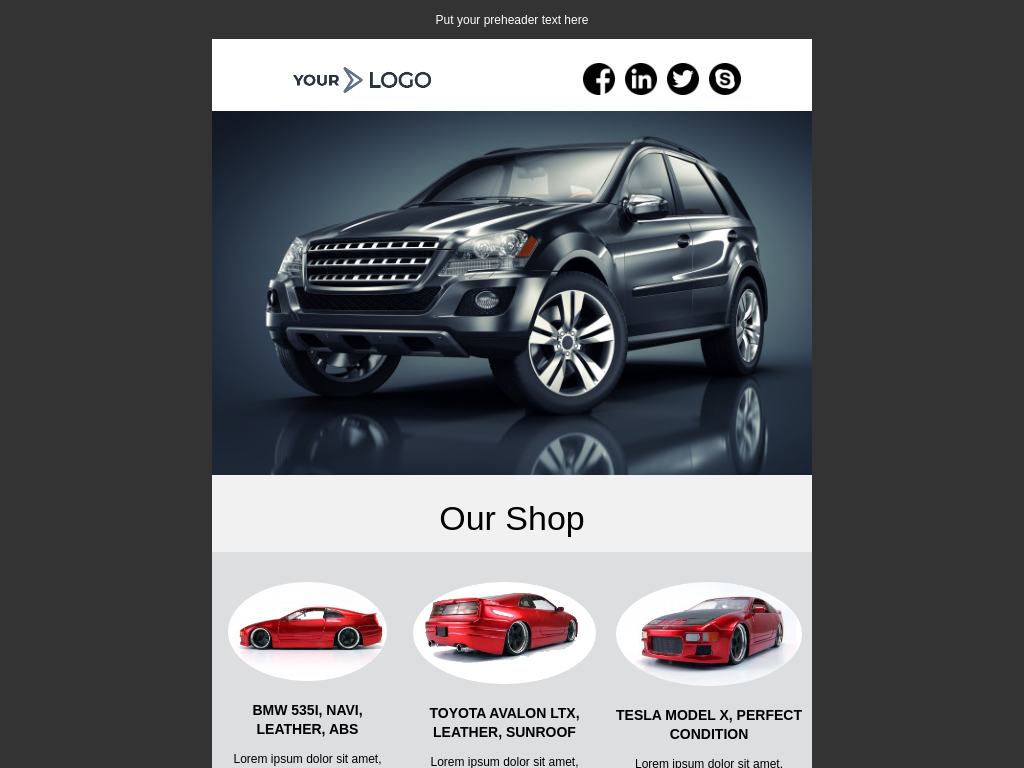 Put your preheader text here
YOUR LOGO
Our Shop
BMW 535I, NAVI,
LEATHER, ABS
Lorem ipsum dolor sit amet,
TOYOTA AVALON LTX,
LEATHER, SUNROOF
Lorem ipsum dolor sit amet,
TESLA MODEL X, PERFECT
CONDITION
Lorem ipsum dolor sit amet,